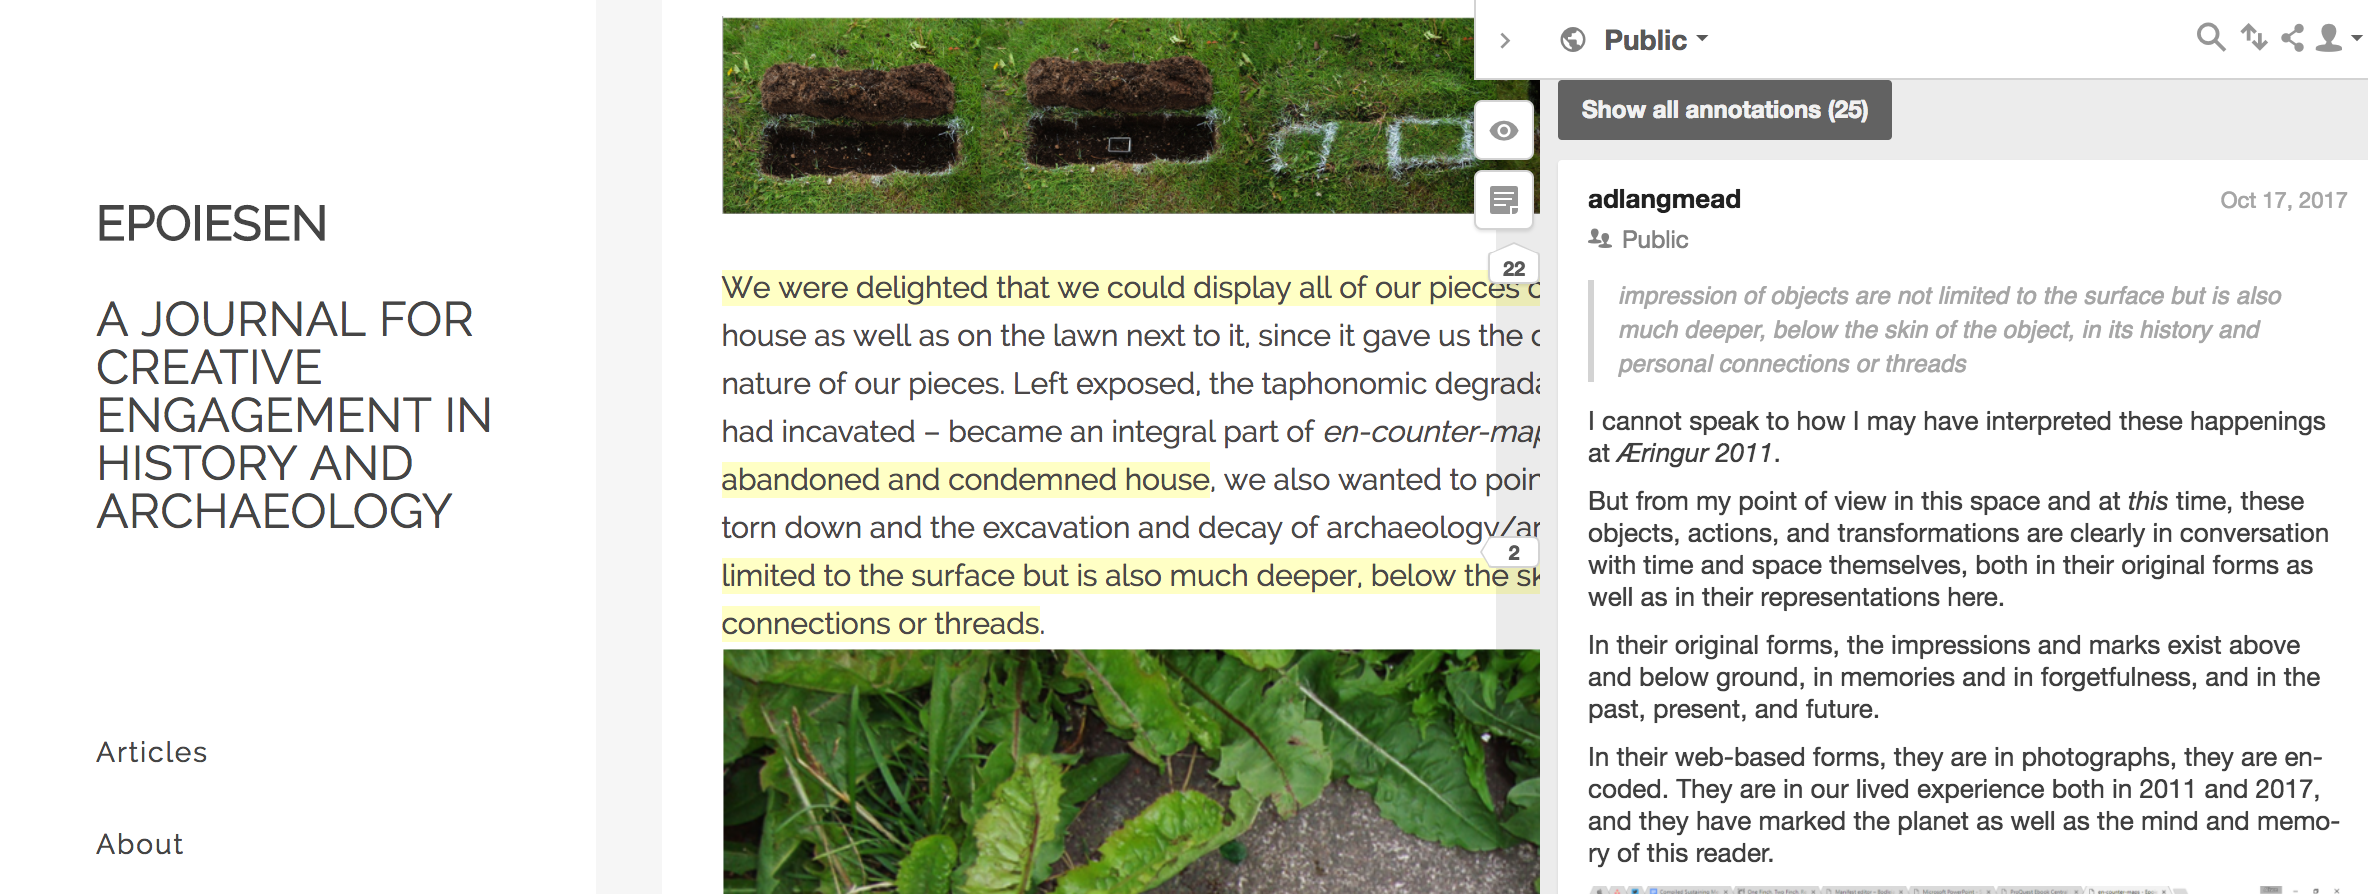 EPOIESEN
A JOURNAL FOR
CREATIVE
ENGAGEMENT IN
HISTORY AND
ARCHAEOLOGY
Articles
About
We were delighted that we could display all of our pieces
house as well as on the lawn next to it, since it gave us the
nature of our pieces. Left exposed, the taphonomic degrada
had incavated – became an integral part of en-counter-map
abandoned and condemned house, we also wanted to poin
torn down and the excavation and decay of archaeology/ar
limited to the surface but is also much deeper, below the sk
connections or threads.
22
2
Public
Show all annotations (25)
adlangmead
Oct 17, 2017
Public
impression of objects are not limited to the surface but is also
much deeper, below the skin of the object, in its history and
personal connections or threads
I cannot speak to how I may have interpreted these happenings
at Æringur 2011.
But from my point of view in this space and at this time, these
objects, actions, and transformations are clearly in conversation
with time and space themselves, both in their original forms as
well as in their representations here.
In their original forms, the impressions and marks exist above
and below ground, in memories and in forgetfulness, and in the
past, present, and future.
In their web-based forms, they are in photographs, they are en-
coded. They are in our lived experience both in 2011 and 2017,
and they have marked the planet as well as the mind and memo-
ry of this reader.